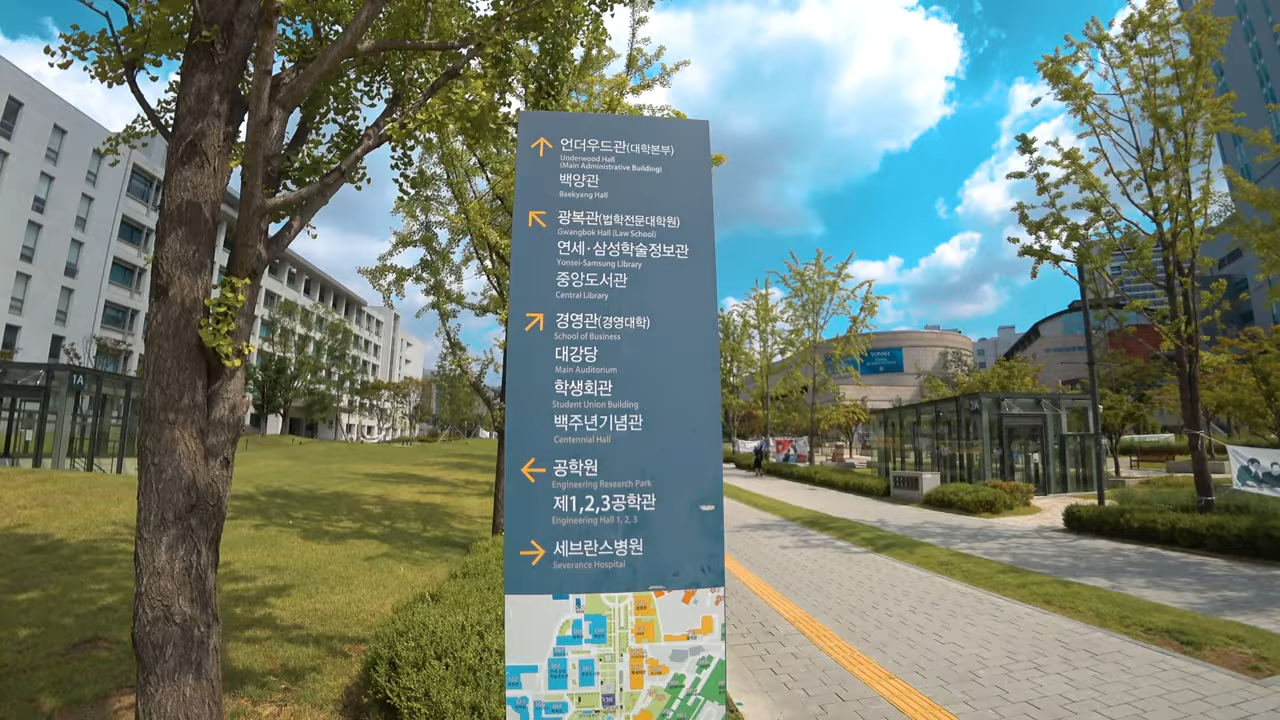 언더우드관(대학본부)
Underwood Hall
(Main Administrative Building)
백양관
Baekyang Hall
광복관(법학전문대학원)
Gwangbok Hall (Law School)
연세·삼성학술정보관
Yonsei-Samsung Library
중앙도서관
Central Library
경영관(경영대학)
School of Business
대강당
Main Auditorium
학생회관
Student Union Building
백주년기념관
Centennial Hall
공학원
Engineering Research Park
제1,2,3공학관
Engineering Hall 1, 2, 3
세브란스병원
Severance Hospital
1A
YONSEI
2A